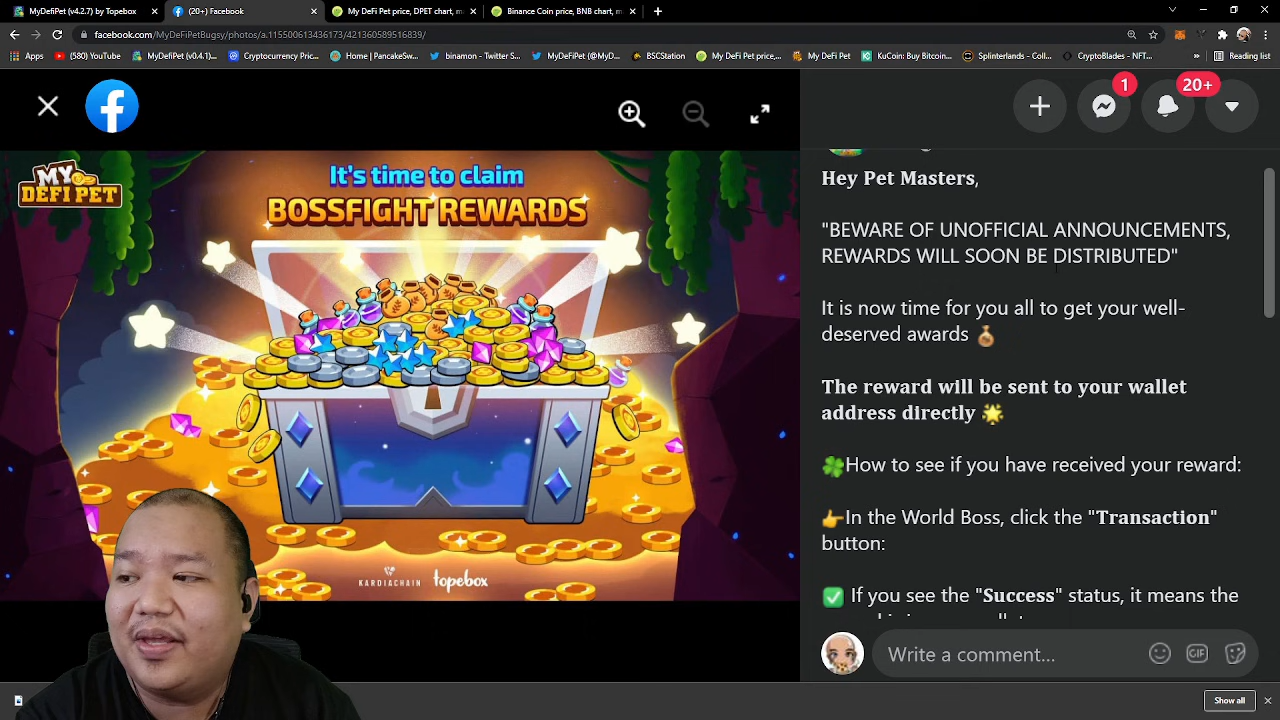 MyDefiPet (v4.2.7) by Topebox
(20+) Facebook
My DeFi Pet price, DPET chart, m
Binance Coin price, BNB chart, m
facebook.com/MyDefiPetBugsy/photos/a.115500613436173/421360589516839/
Apps
(580) YouTube
MyDefiPet (v04.1)...
Cryptocurrency Pric...
Home | PancakeSw...
binamon - Twitter S...
MyDefiPet (@MyD...
BSCStation
My DeFi Pet price,...
My DeFi Pet
KuCoin: Buy Bitcoin...
Splinterlands - Coll...
CryptoBlades - NFT...
Reading list
1
20+
MY
DEFI PET
It's time to claim
BOSSFIGHT REWARDS
KARDIACHAIN topebox
Hey Pet Masters,
"BEWARE OF UNOFFICIAL ANNOUNCEMENTS,
REWARDS WILL SOON BE DISTRIBUTED"
It is now time for you all to get your well-
deserved awards 💰
The reward will be sent to your wallet
address directly 🌟
🍀How to see if you have received your reward:
👉In the World Boss, click the "Transaction"
button:
✅ If you see the "Success" status, it means the
Write a comment...
GIF
Show all